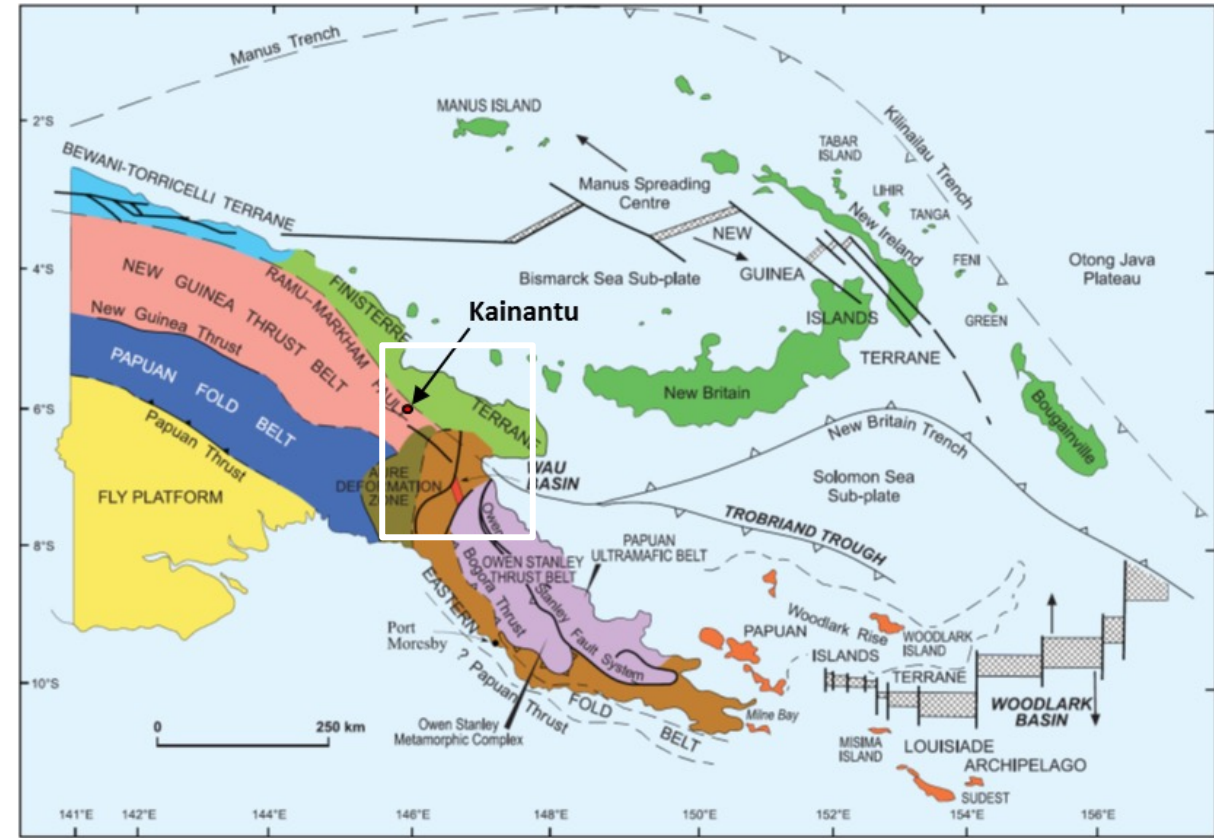 Manus Trench
2°S
MANUS ISLAND
Kilinailau Trench
TABAR
ISLAND
BEWANI-TORRICELLI TERRANE
Manus Spreading
Centre
LIHIR
TANGA
NEW
New Ireland
4°S
NEW GUINEA THRUST BELT
RAMU-MARKHAM FAULT
FINISTERRE
Bismarck Sea Sub-plate
GUINEA
FENI
Otong Java
Plateau
Kainantu
ISLANDS
GREEN
New Guinea Thrust
TERRANE
PAPUAN FOLD BELT
New Britain
6°S
TERRANE
Bougainville
Papuan Thrust
New Britain Trench
WAU
BASIN
Solomon Sea
Sub-plate
FLY PLATFORM
AURE
DEFORMATION
ZONE
TROBRIAND TROUGH
8°S
Owen Stanley Fault System
PAPUAN
ULTRAMAFIC BELT
OWEN STANLEY
THRUST BELT
Bogora Thrust
EASTERN
Port
Moresby
PAPUAN
Woodlark Rise
WOODLARK
ISLAND
ISLANDS
TERRANE
10°S
? Papuan Thrust
FOLD
BELT
Milne Bay
WOODLARK
BASIN
0
250 km
Owen Stanley
Metamorphic Complex
MISIMA
ISLAND
LOUISIADE
ARCHIPELAGO
SUDEST
141°E
142°E
144°E
146°E
148°E
150°E
152°E
154°E
156°E